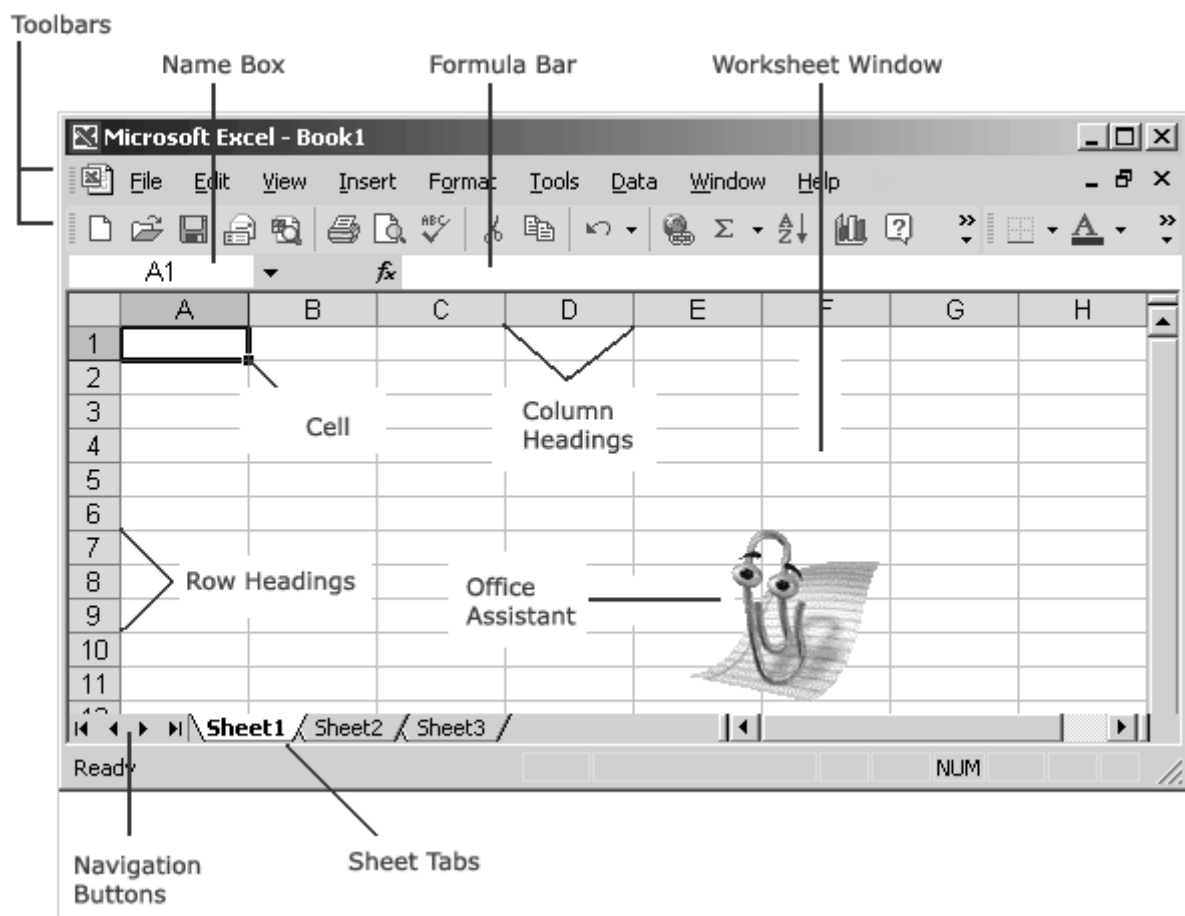 Toolbars
Name Box Formula Bar Worksheet Window
Microsoft Excel - Book1
File Edit View Insert Format Tools Data Window Help
ABC Σ A Z ? A
A1 fx
A B C D E F G H
1
2
3 Column
Cell
4 Headings
5
6
7
8 Row Headings Office
9 Assistant
10
11
Sheet1 Sheet2 Sheet3
Ready NUM
Navigation Sheet Tabs
Buttons